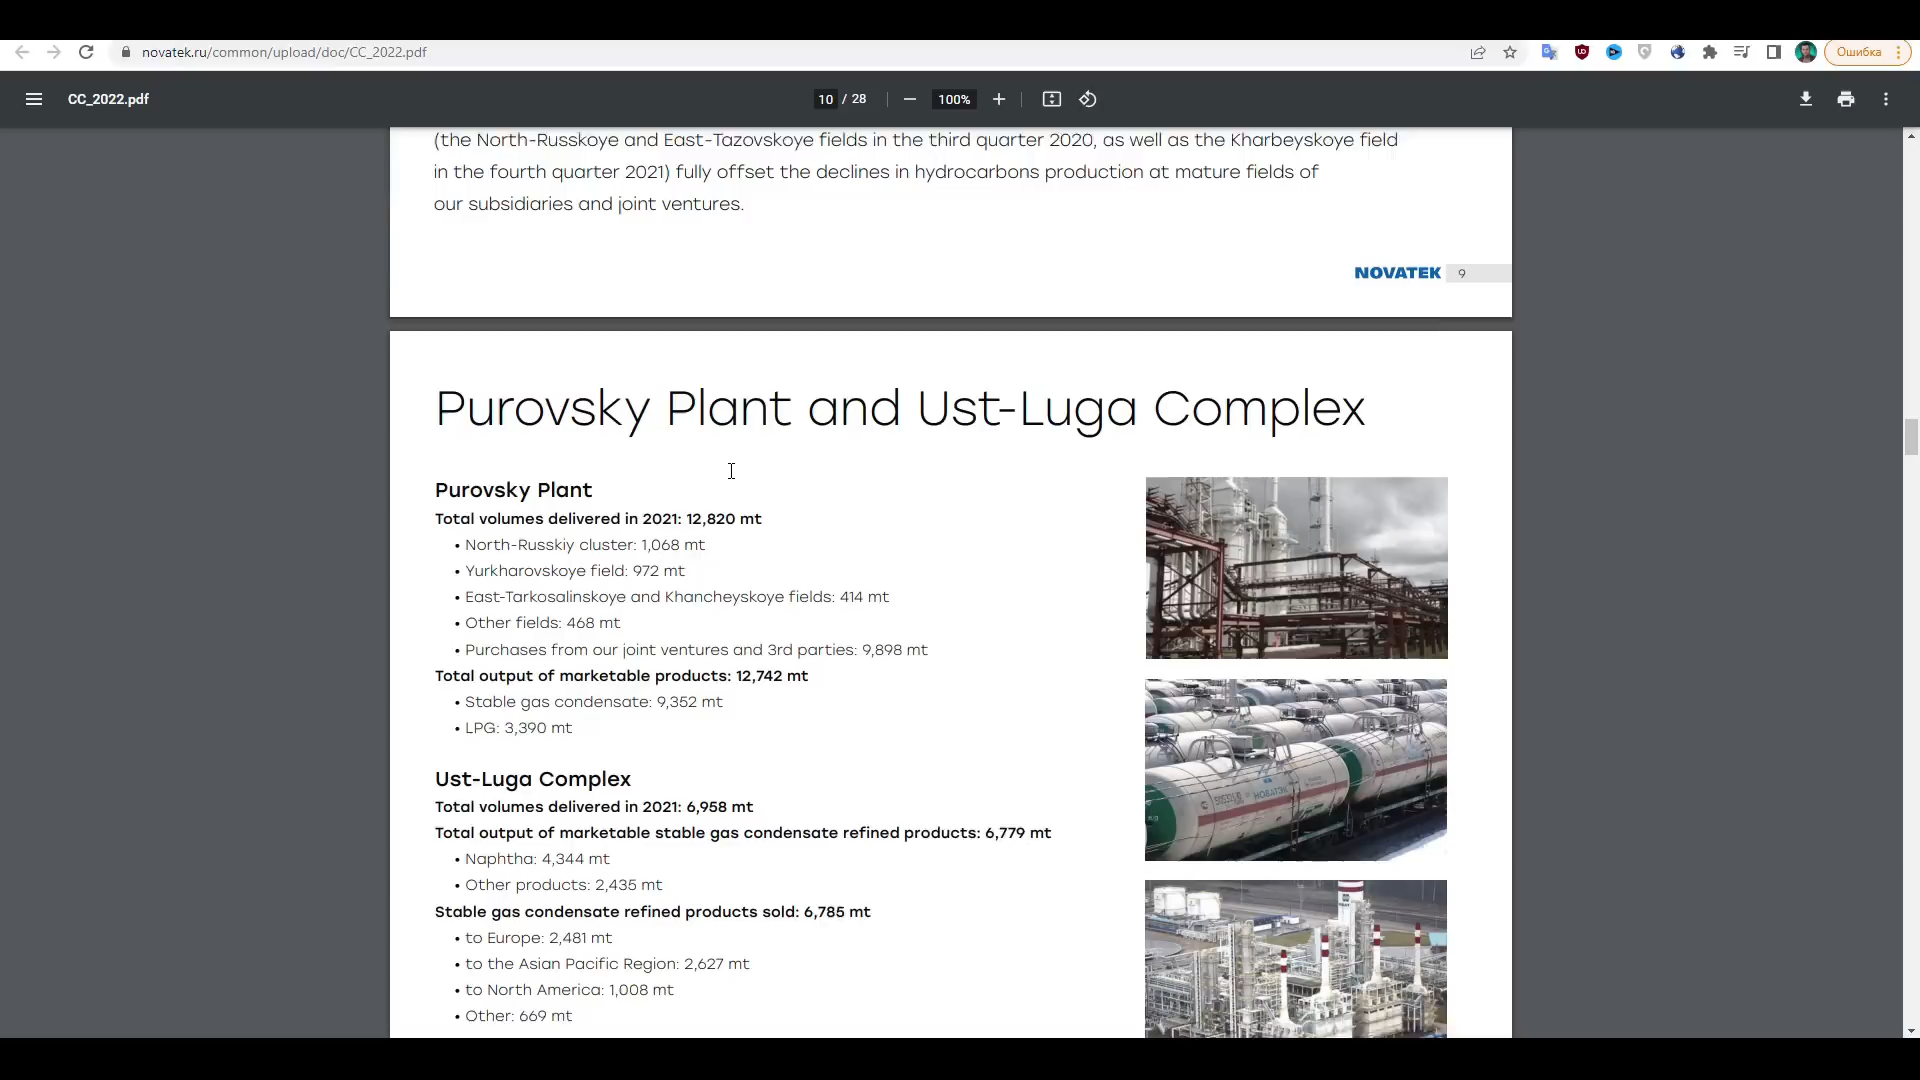 novatek.ru/common/upload/doc/CC_2022.pdf
Ошибка
CC_2022.pdf
10 / 28
100%
(the North-Russkoye and East-Tazovskoye fields in the third quarter 2020, as well as the Kharbeyskoye field
in the fourth quarter 2021) fully offset the declines in hydrocarbons production at mature fields of
our subsidiaries and joint ventures.
NOVATEK 9
Purovsky Plant and Ust-Luga Complex
Purovsky Plant
Total volumes delivered in 2021: 12,820 mt
• North-Russkiy cluster: 1,068 mt
• Yurkharovskoye field: 972 mt
• East-Tarkosalinskoye and Khancheyskoye fields: 414 mt
• Other fields: 468 mt
• Purchases from our joint ventures and 3rd parties: 9,898 mt
Total output of marketable products: 12,742 mt
• Stable gas condensate: 9,352 mt
• LPG: 3,390 mt
Ust-Luga Complex
Total volumes delivered in 2021: 6,958 mt
Total output of marketable stable gas condensate refined products: 6,779 mt
• Naphtha: 4,344 mt
• Other products: 2,435 mt
Stable gas condensate refined products sold: 6,785 mt
• to Europe: 2,481 mt
• to the Asian Pacific Region: 2,627 mt
• to North America: 1,008 mt
• Other: 669 mt
НОВАТЭК